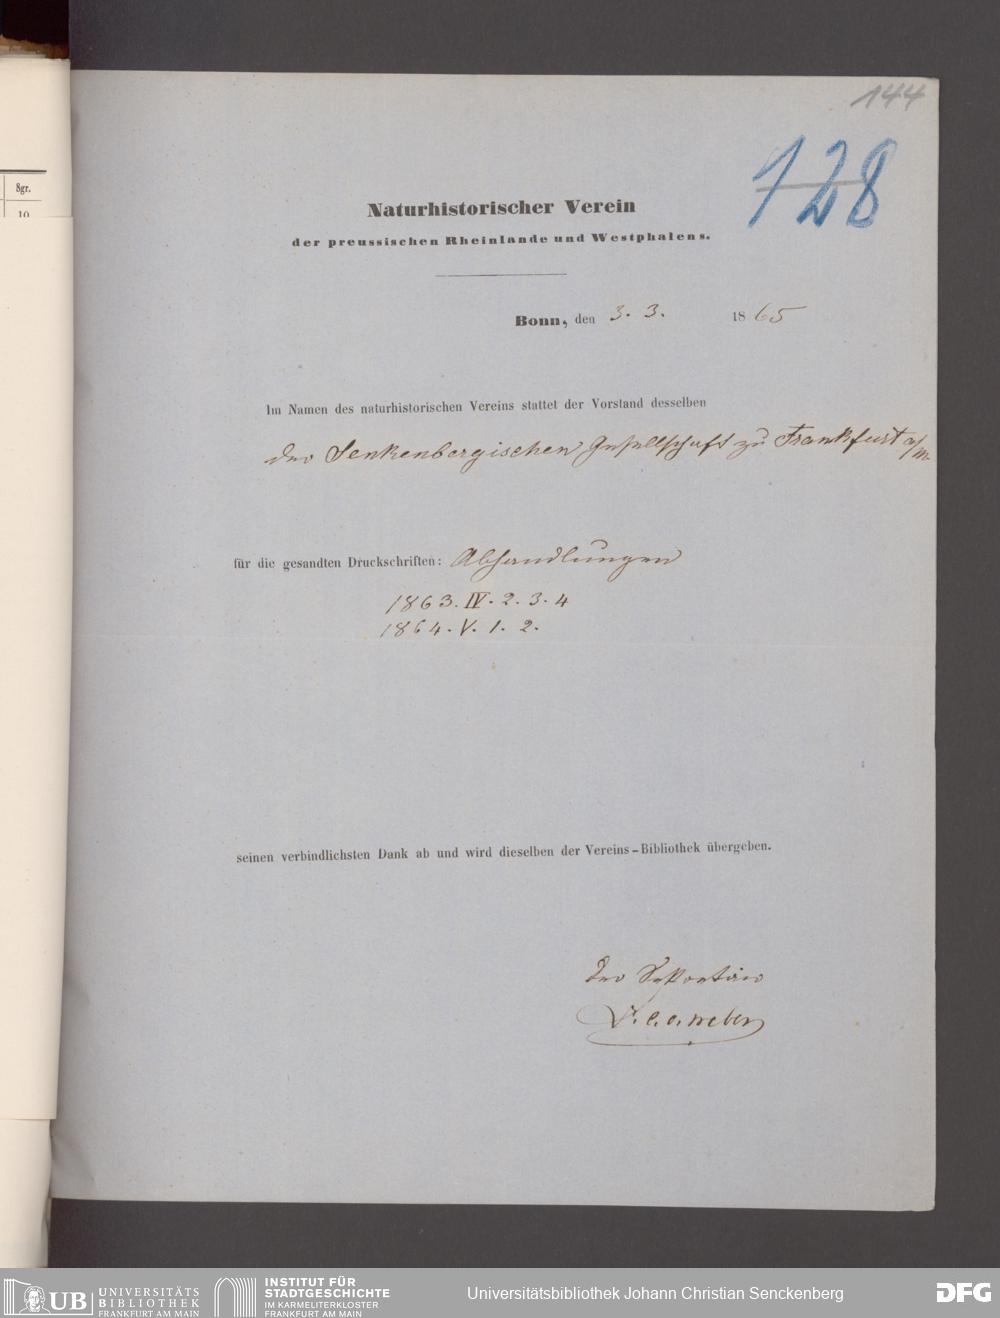 144
128
8gr.
10
Naturhistorischer Verein
der preussischen Rheinlande und Westphalens.
Bonn, den 3. 3. 1865
Im Namen des naturhistorischen Vereins stattet der Vorstand desselben
der Senkenbergischen Gesellschaft zu Frankfurt a/M.
für die gesandten Druckschriften: Abhandlungen
1863. IV. 2. 3. 4
1864. V. 1. 2.
seinen verbindlichsten Dank ab und wird dieselben der Vereins-Bibliothek übergeben.
Der Secretär
Dr. C. O. Weber
UB UNIVERSITÄTS
BIBLIOTHEK
FRANKFURT AM MAIN
INSTITUT FÜR
STADTGESCHICHTE
IM KARMELITERKLOSTER
FRANKFURT AM MAIN
Universitätsbibliothek Johann Christian Senckenberg
DFG